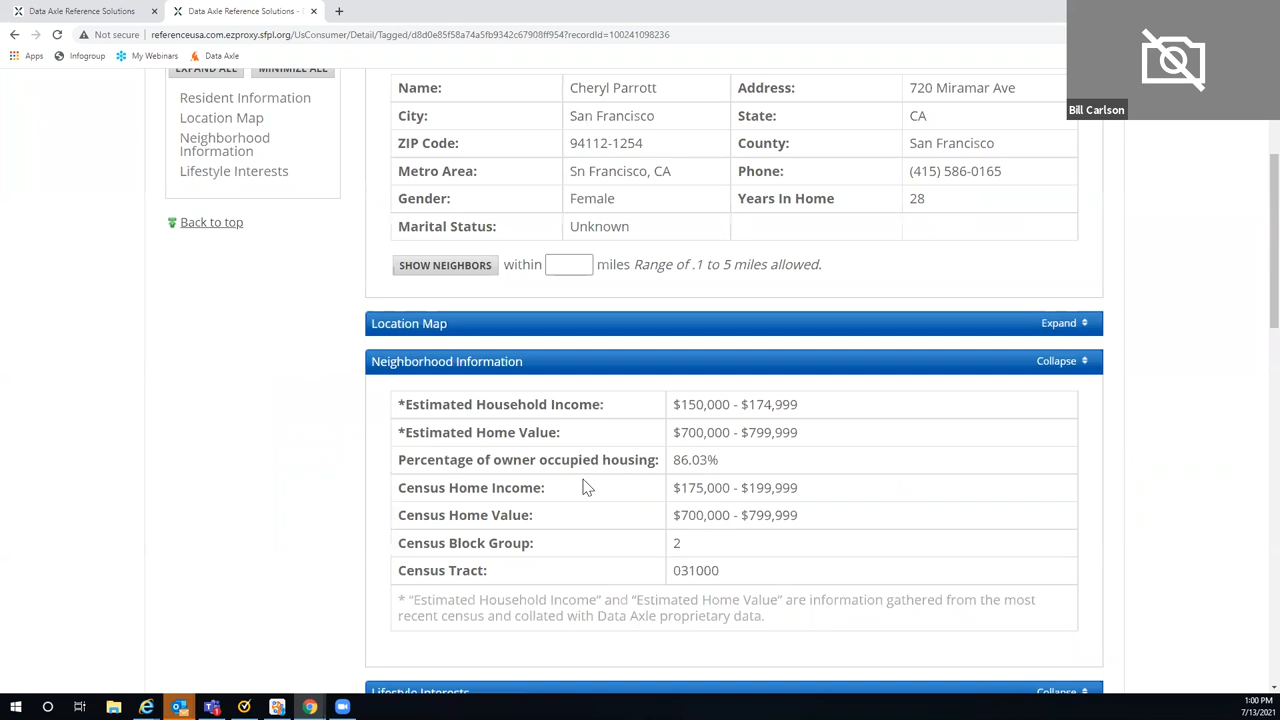 Data Axle Reference Solutions
Data Axle Reference Solutions -
Not secure
referenceusa.com.ezproxy.sfpl.org/UsConsumer/Detail/Tagged/d8d0e85f58a74a5fb9342c67908ff954?recordId=100241098236
Apps Infogroup My Webinars Data Axle
Bill Carlson
EXPAND ALL MINIMIZE ALL
Resident Information
Location Map
Neighborhood
Information
Lifestyle Interests
Back to top
Name: Cheryl Parrott Address: 720 Miramar Ave
City: San Francisco State: CA
ZIP Code: 94112-1254 County: San Francisco
Metro Area: Sn Francisco, CA Phone: (415) 586-0165
Gender: Female Years In Home 28
Marital Status: Unknown
SHOW NEIGHBORS within miles Range of .1 to 5 miles allowed.
Location Map Expand
Neighborhood Information Collapse
*Estimated Household Income: $150,000 - $174,999
*Estimated Home Value: $700,000 - $799,999
Percentage of owner occupied housing: 86.03%
Census Home Income: $175,000 - $199,999
Census Home Value: $700,000 - $799,999
Census Block Group: 2
Census Tract: 031000
* “Estimated Household Income” and “Estimated Home Value” are information gathered from the most
recent census and collated with Data Axle proprietary data.
Lifestyle Interests Collapse
1:00 PM
7/13/2021